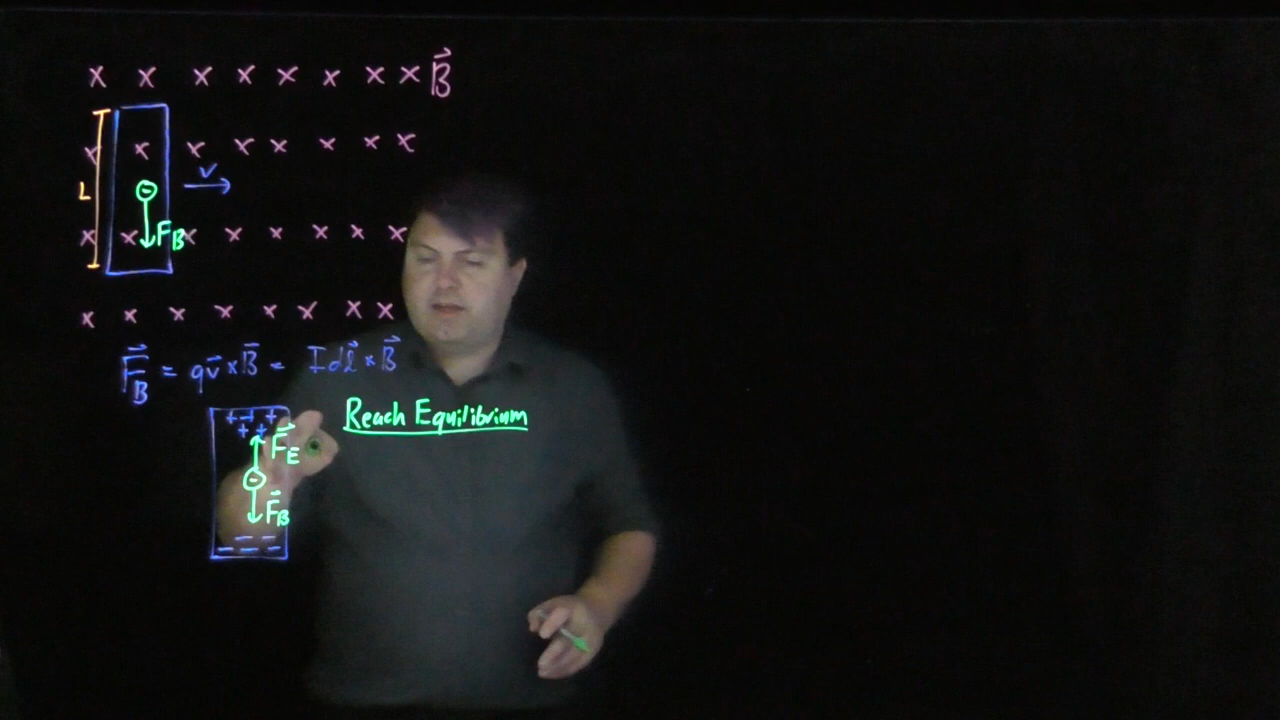 x x x x x x x x B⃗
x x x x x x x x
v
L
-
F_B
x x x x x x x x
x x x x x x x x
F⃗_B = qv⃗ × B⃗ = I dl⃗ × B⃗
Reach Equilibrium
+ + +
+ +
F⃗_E
-
F⃗_B
- -
- - -